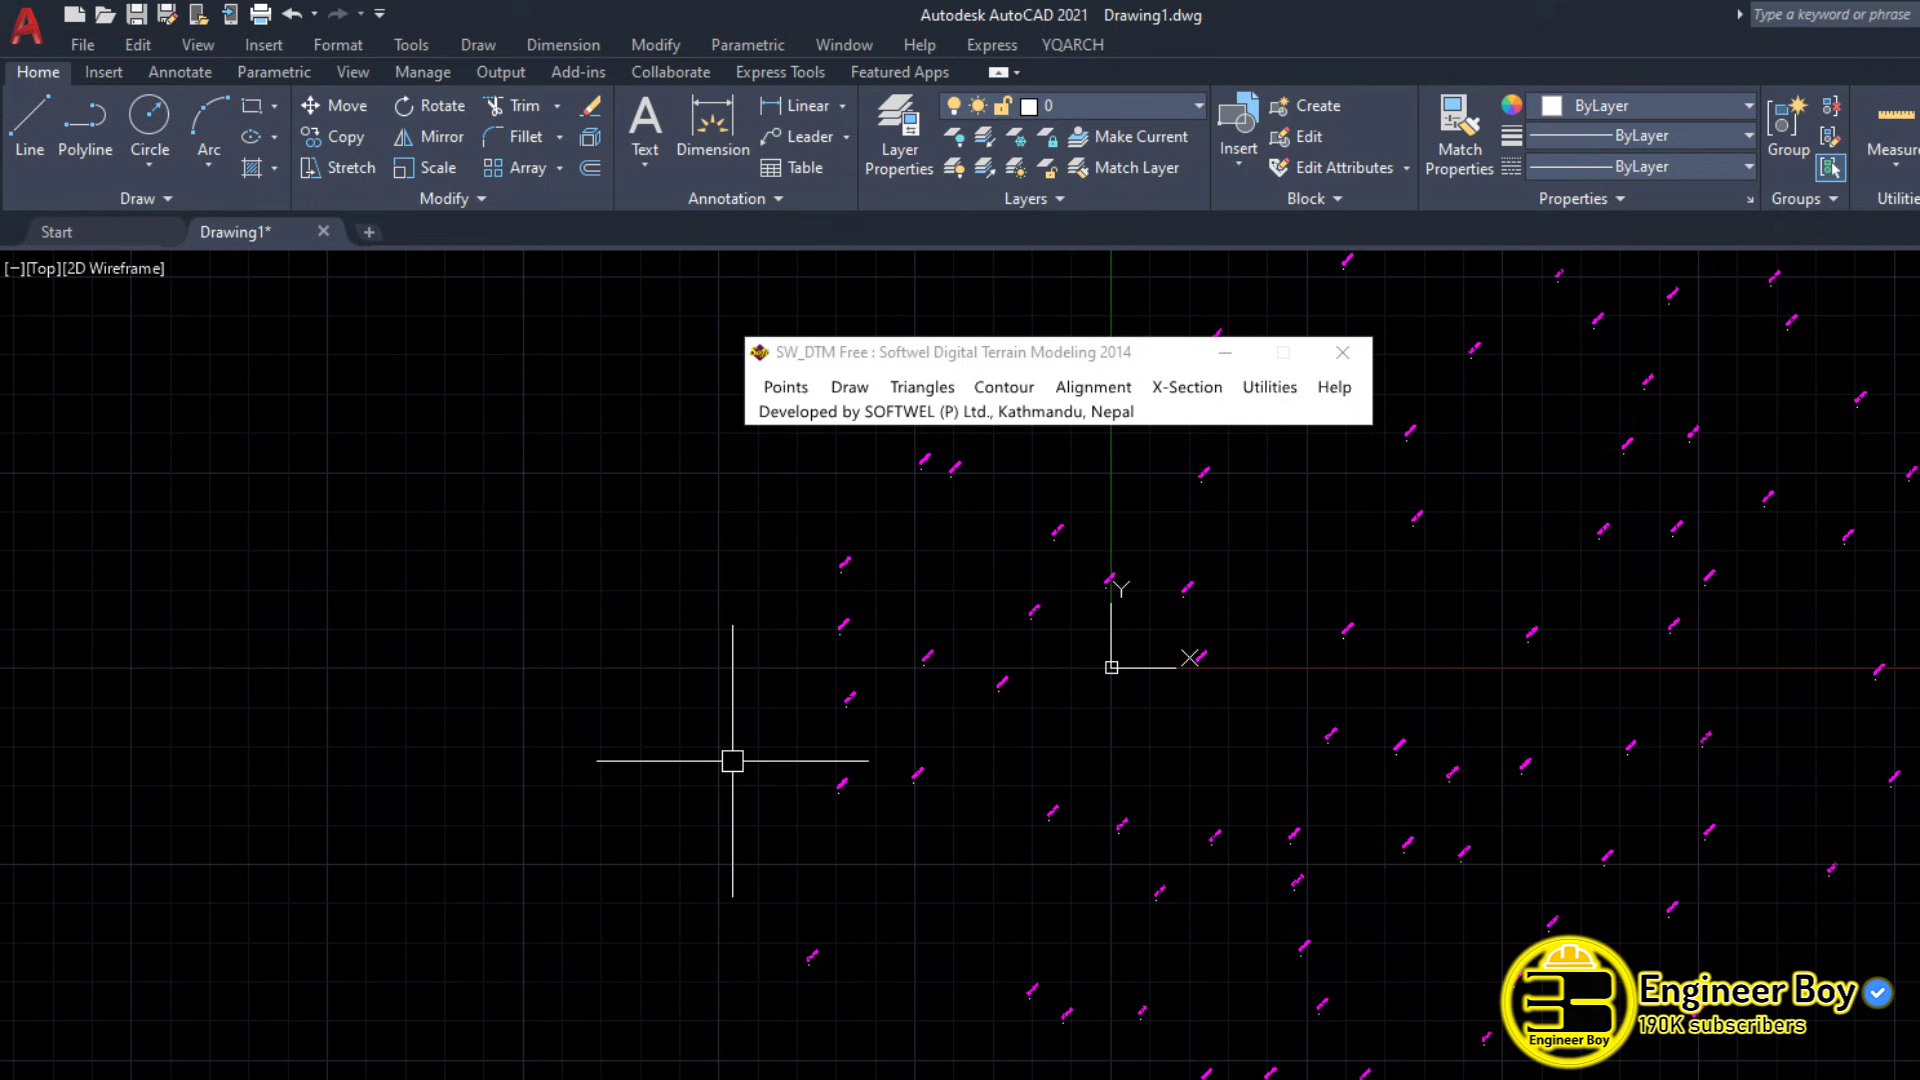 Autodesk AutoCAD 2021 Drawing1.dwg
Type a keyword or phrase
File Edit View Insert Format Tools Draw Dimension Modify Parametric Window Help Express YQARCH
Home Insert Annotate Parametric View Manage Output Add-ins Collaborate Express Tools Featured Apps
Line Polyline Circle Arc
Move Rotate Trim
Copy Mirror Fillet
Stretch Scale Array
Text Dimension
Linear
Leader
Table
Layer Properties
0
Make Current
Match Layer
Insert
Create
Edit
Edit Attributes
Match Properties
ByLayer
ByLayer
ByLayer
Group
Measur
Draw Modify Annotation Layers Block Properties Groups Utilitie
Start Drawing1*
[−][Top][2D Wireframe]
SW_DTM Free : Softwel Digital Terrain Modeling 2014
Points Draw Triangles Contour Alignment X-Section Utilities Help
Developed by SOFTWEL (P) Ltd., Kathmandu, Nepal
Y
X
Engineer Boy
Engineer Boy
190K subscribers